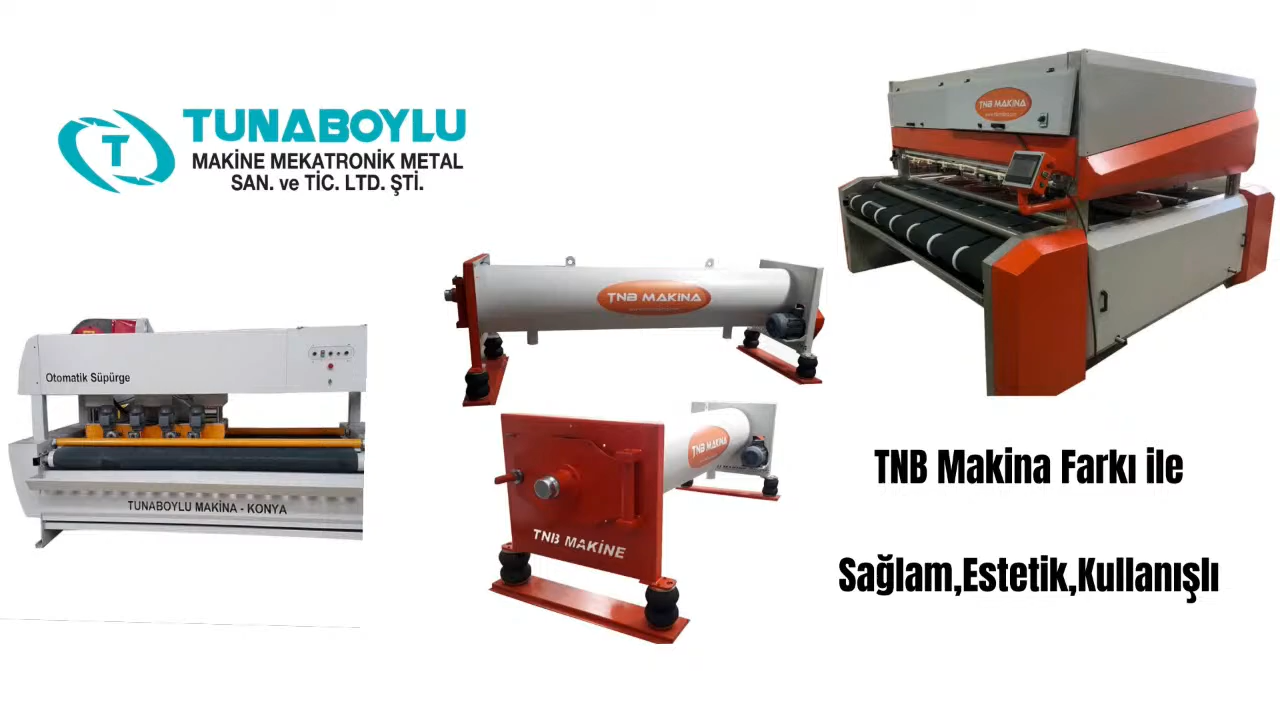 TUNABOYLU
MAKİNE MEKATRONİK METAL
SAN. ve TİC. LTD. ŞTİ.
T
TNB MAKINA
TNB MAKINA
Otomatik Süpürge
TUNABOYLU MAKİNA - KONYA
TNB MAKINA
TNB MAKİNE
TNB Makina Farkı ile
Sağlam,Estetik,Kullanışlı